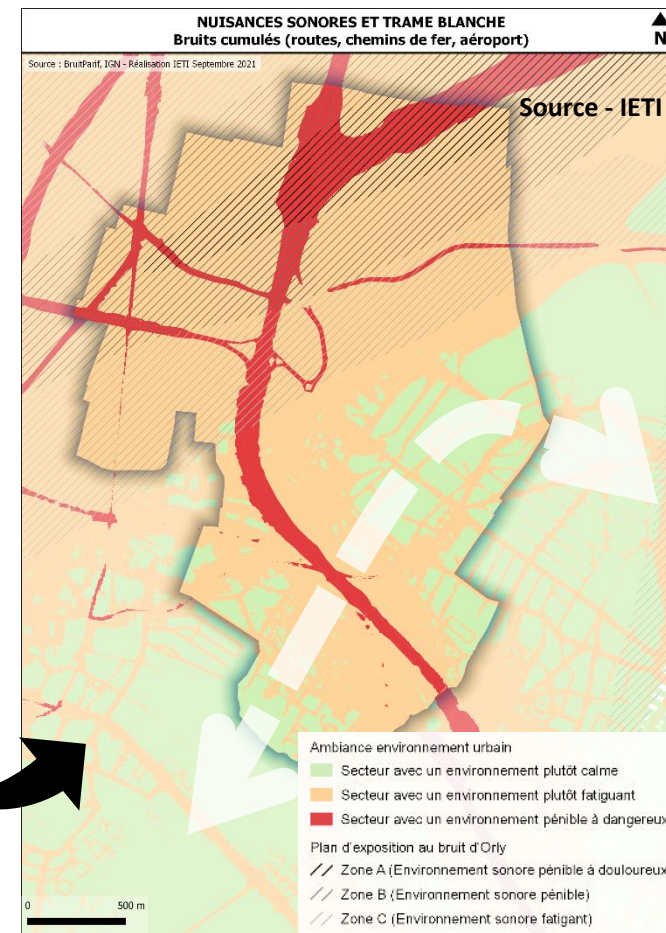 NUISANCES SONORES ET TRAME BLANCHE
Bruits cumulés (routes, chemins de fer, aéroport)
N
Source : BruitParif, IGN - Réalisation IETI Septembre 2021
Source - IETI
Ambiance environnement urbain
Secteur avec un environnement plutôt calme
Secteur avec un environnement plutôt fatiguant
Secteur avec un environnement pénible à dangereux
Plan d'exposition au bruit d'Orly
Zone A (Environnement sonore pénible à douloureux
Zone B (Environnement sonore pénible)
Zone C (Environnement sonore fatigant)
0 500 m